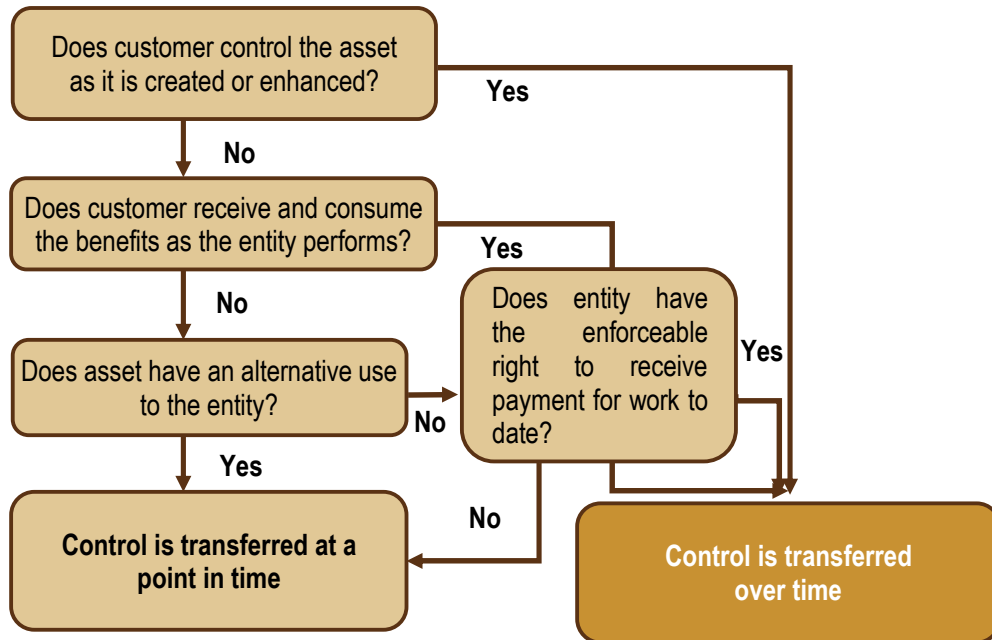 Does customer control the asset
as it is created or enhanced?
Yes
No
Does customer receive and consume
the benefits as the entity performs?
Yes
No
Does entity have
the enforceable
right to receive
payment for work to
date?
Yes
Does asset have an alternative use
to the entity?
No
Yes
No
Control is transferred at a
point in time
Control is transferred
over time